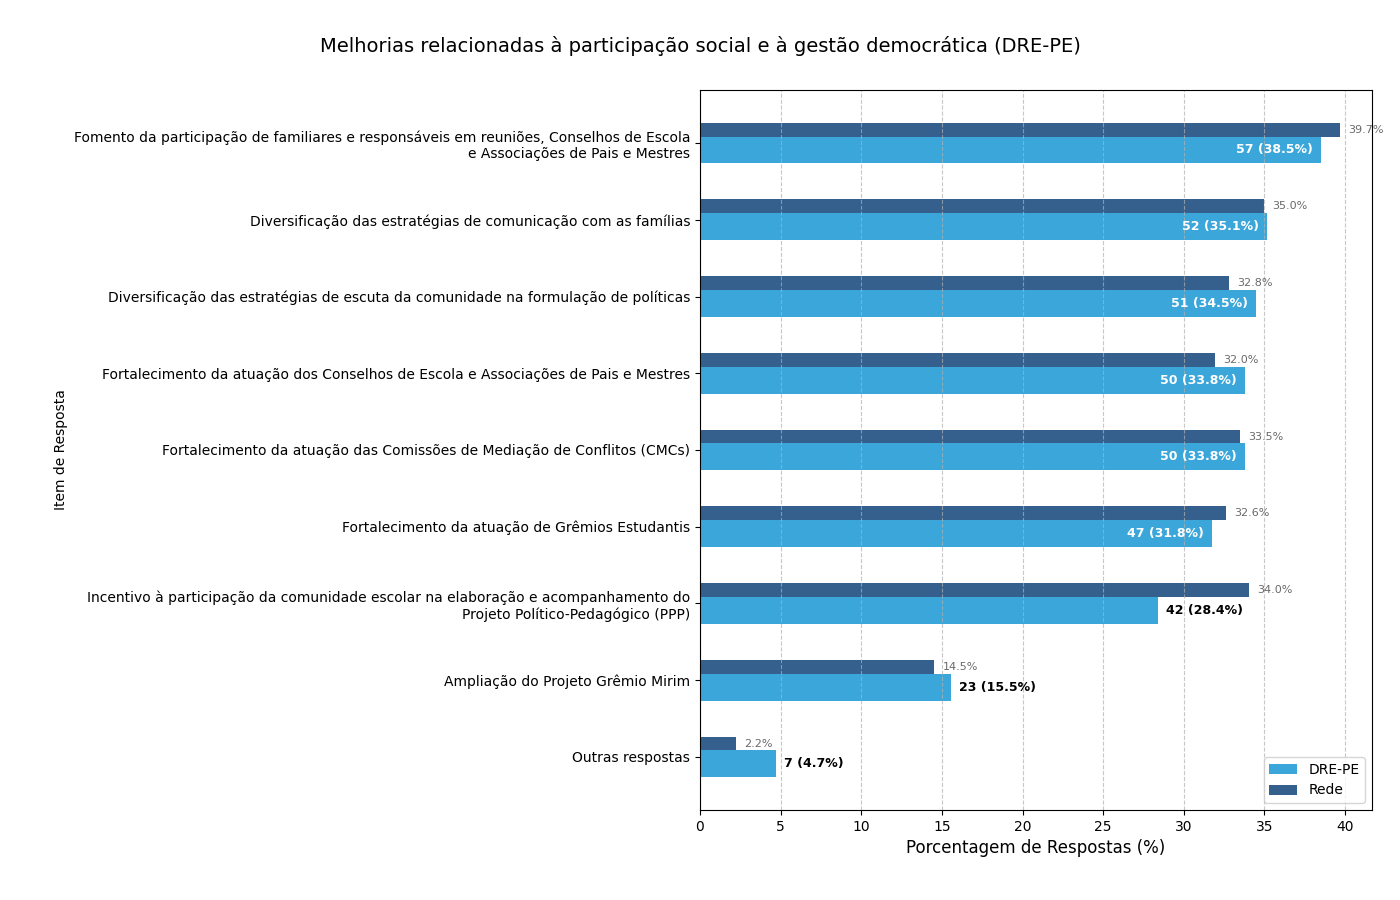 Melhorias relacionadas à participação social e à gestão democrática (DRE-PE)
Item de Resposta
Fomento da participação de familiares e responsáveis em reuniões, Conselhos de Escola
e Associações de Pais e Mestres
39.7%
57 (38.5%)
Diversificação das estratégias de comunicação com as famílias
35.0%
52 (35.1%)
Diversificação das estratégias de escuta da comunidade na formulação de políticas
32.8%
51 (34.5%)
Fortalecimento da atuação dos Conselhos de Escola e Associações de Pais e Mestres
32.0%
50 (33.8%)
Fortalecimento da atuação das Comissões de Mediação de Conflitos (CMCs)
33.5%
50 (33.8%)
Fortalecimento da atuação de Grêmios Estudantis
32.6%
47 (31.8%)
Incentivo à participação da comunidade escolar na elaboração e acompanhamento do
Projeto Político-Pedagógico (PPP)
34.0%
42 (28.4%)
Ampliação do Projeto Grêmio Mirim
14.5%
23 (15.5%)
Outras respostas
2.2%
7 (4.7%)
DRE-PE
Rede
0 5 10 15 20 25 30 35 40
Porcentagem de Respostas (%)